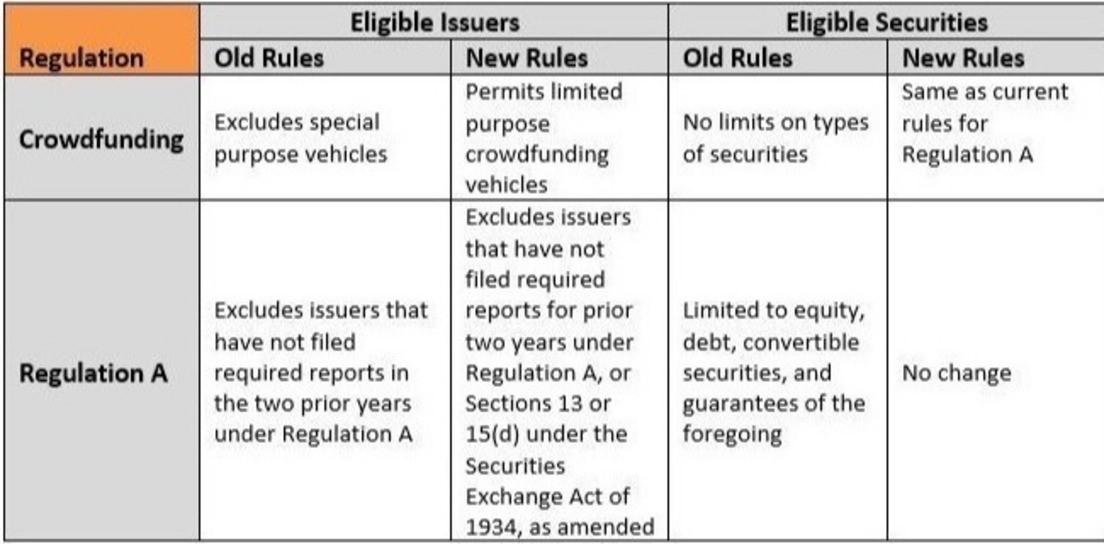 Regulation
Eligible Issuers
Eligible Securities
Old Rules
New Rules
Old Rules
New Rules
Crowdfunding
Excludes special
purpose vehicles
Permits limited
purpose
crowdfunding
vehicles
No limits on types
of securities
Same as current
rules for
Regulation A
Regulation A
Excludes issuers that
have not filed
required reports in
the two prior years
under Regulation A
Excludes issuers
that have not
filed required
reports for prior
two years under
Regulation A, or
Sections 13 or
15(d) under the
Securities
Exchange Act of
1934, as amended
Limited to equity,
debt, convertible
securities, and
guarantees of the
foregoing
No change